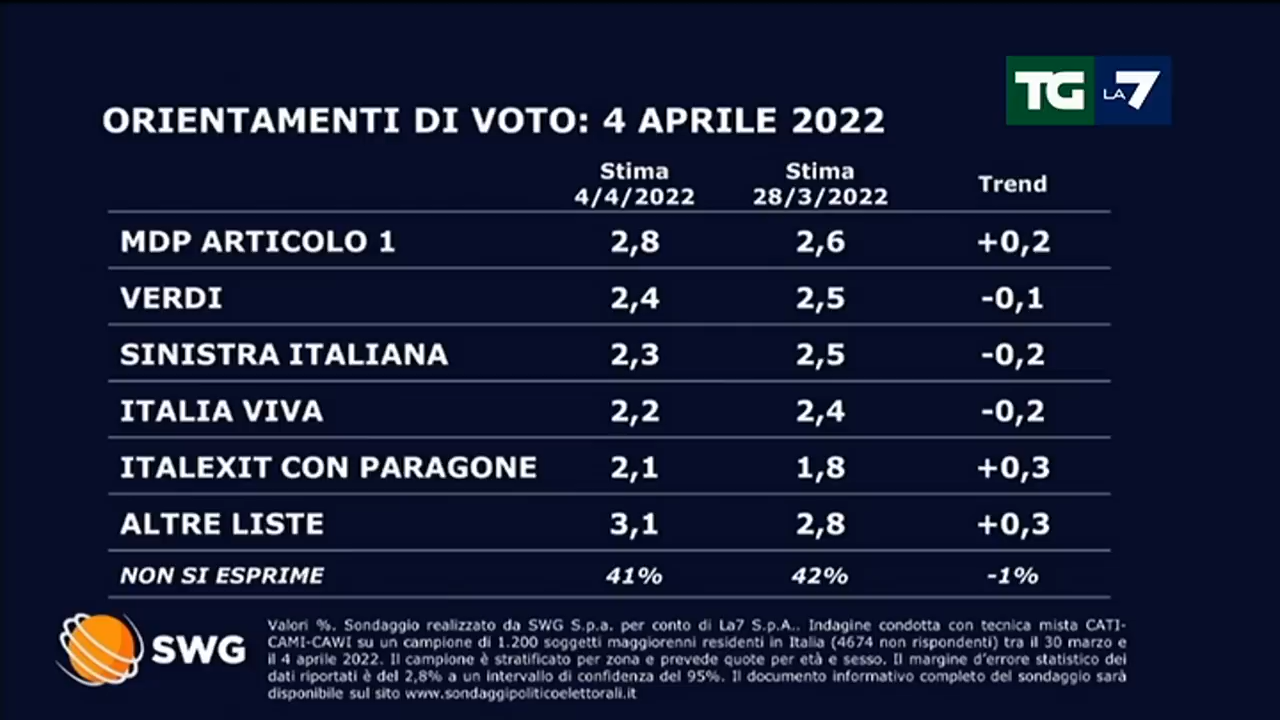 TG LA7
ORIENTAMENTI DI VOTO: 4 APRILE 2022
Stima 4/4/2022 Stima 28/3/2022 Trend
MDP ARTICOLO 1 2,8 2,6 +0,2
VERDI 2,4 2,5 -0,1
SINISTRA ITALIANA 2,3 2,5 -0,2
ITALIA VIVA 2,2 2,4 -0,2
ITALEXIT CON PARAGONE 2,1 1,8 +0,3
ALTRE LISTE 3,1 2,8 +0,3
NON SI ESPRIME 41% 42% -1%
SWG
Valori %. Sondaggio realizzato da SWG S.p.a. per conto di La7 S.p.A.. Indagine condotta con tecnica mista CATI-
CAMI-CAWI su un campione di 1.200 soggetti maggiorenni residenti in Italia (4674 non rispondenti) tra il 30 marzo e
il 4 aprile 2022. Il campione è stratificato per zona e prevede quote per età e sesso. Il margine d'errore statistico dei
dati riportati è del 2,8% a un intervallo di confidenza del 95%. Il documento informativo completo del sondaggio sarà
disponibile sul sito www.sondaggipoliticoelettorali.it